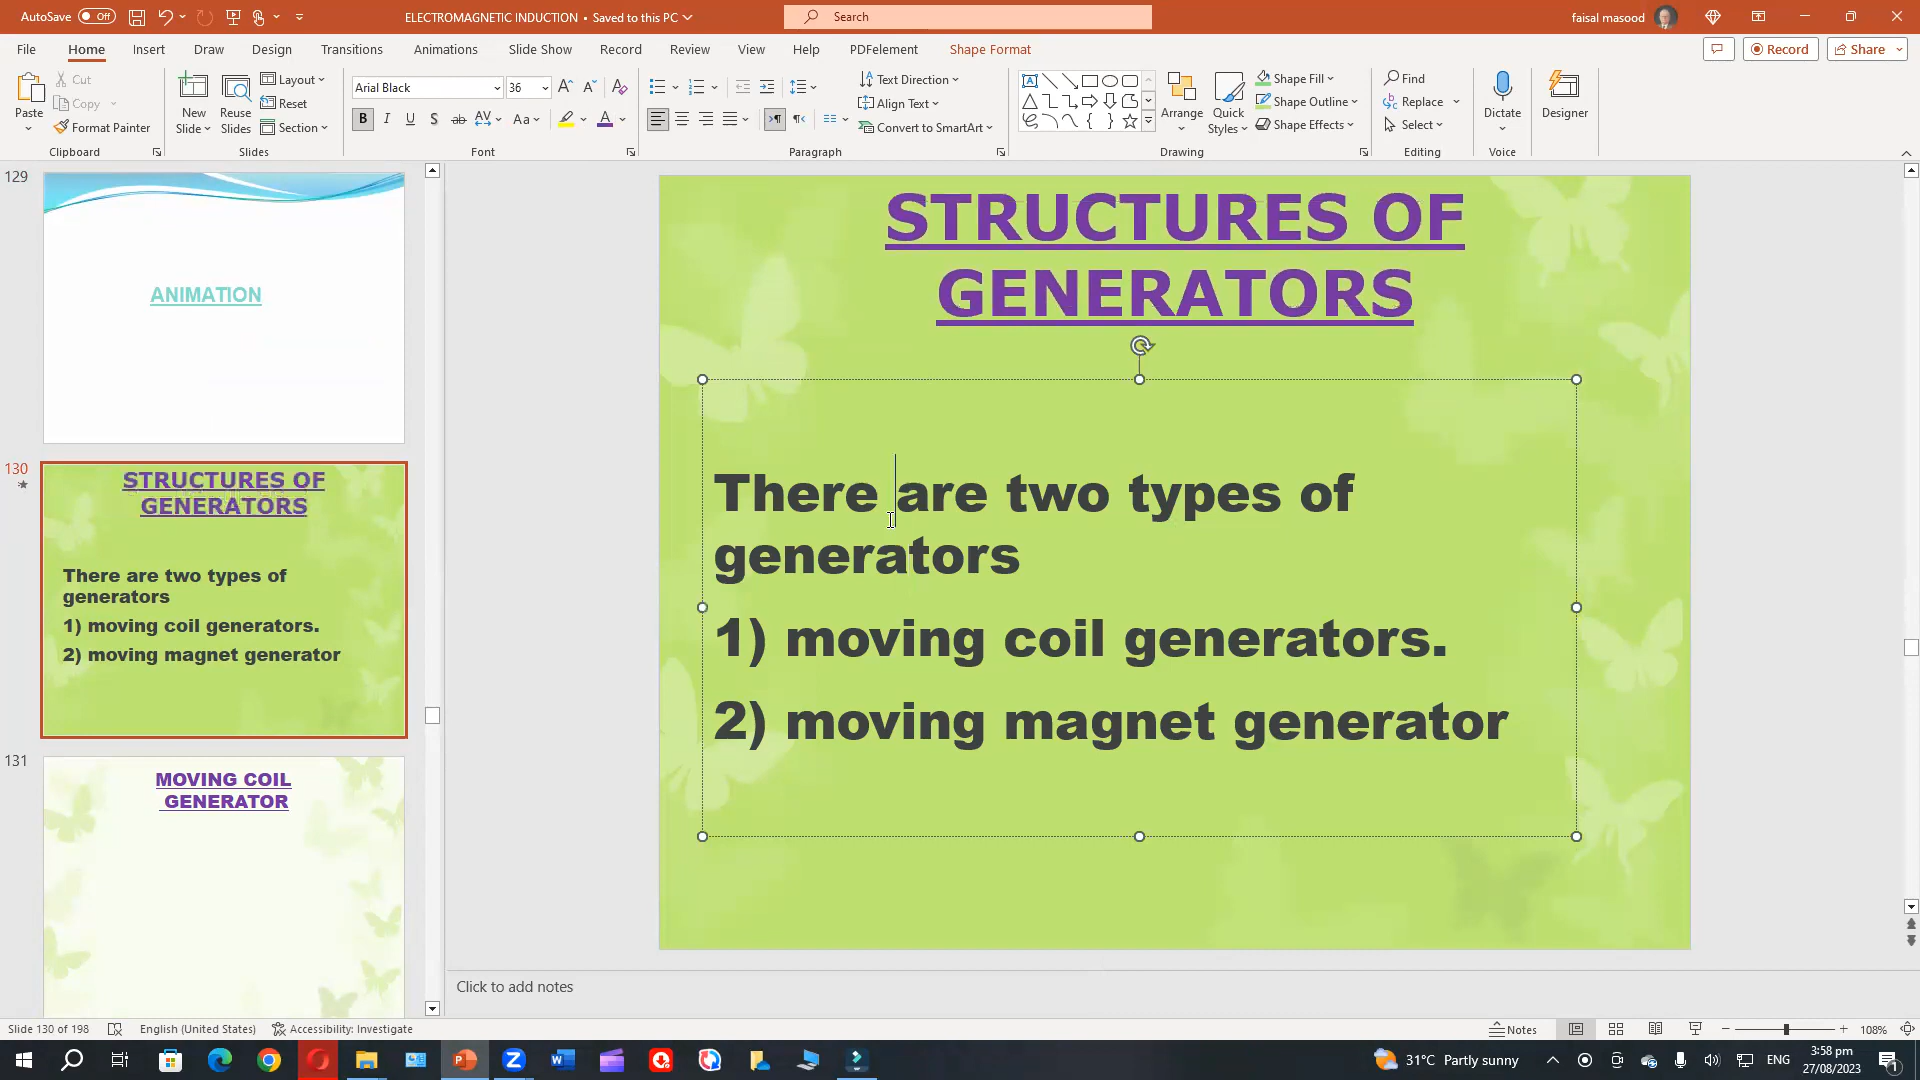 AutoSave Off
ELECTROMAGNETIC INDUCTION • Saved to this PC
Search
faisal masood
File Home Insert Draw Design Transitions Animations Slide Show Record Review View Help PDFelement Shape Format
Record
Share
Paste
Cut
Copy
Format Painter
Clipboard
New Slide
Reuse Slides
Layout
Reset
Section
Slides
Arial Black 36
Font
Text Direction
Align Text
Convert to SmartArt
Paragraph
Arrange
Quick Styles
Shape Fill
Shape Outline
Shape Effects
Drawing
Find
Replace
Select
Editing
Dictate
Voice
Designer
129
ANIMATION
130
STRUCTURES OF
GENERATORS
There are two types of
generators
1) moving coil generators.
2) moving magnet generator
131
MOVING COIL
GENERATOR
STRUCTURES OF
GENERATORS
There are two types of
generators
1) moving coil generators.
2) moving magnet generator
Click to add notes
Slide 130 of 198 English (United States) Accessibility: Investigate Notes 108%
31°C Partly sunny ENG
3:58 pm
27/08/2023
1